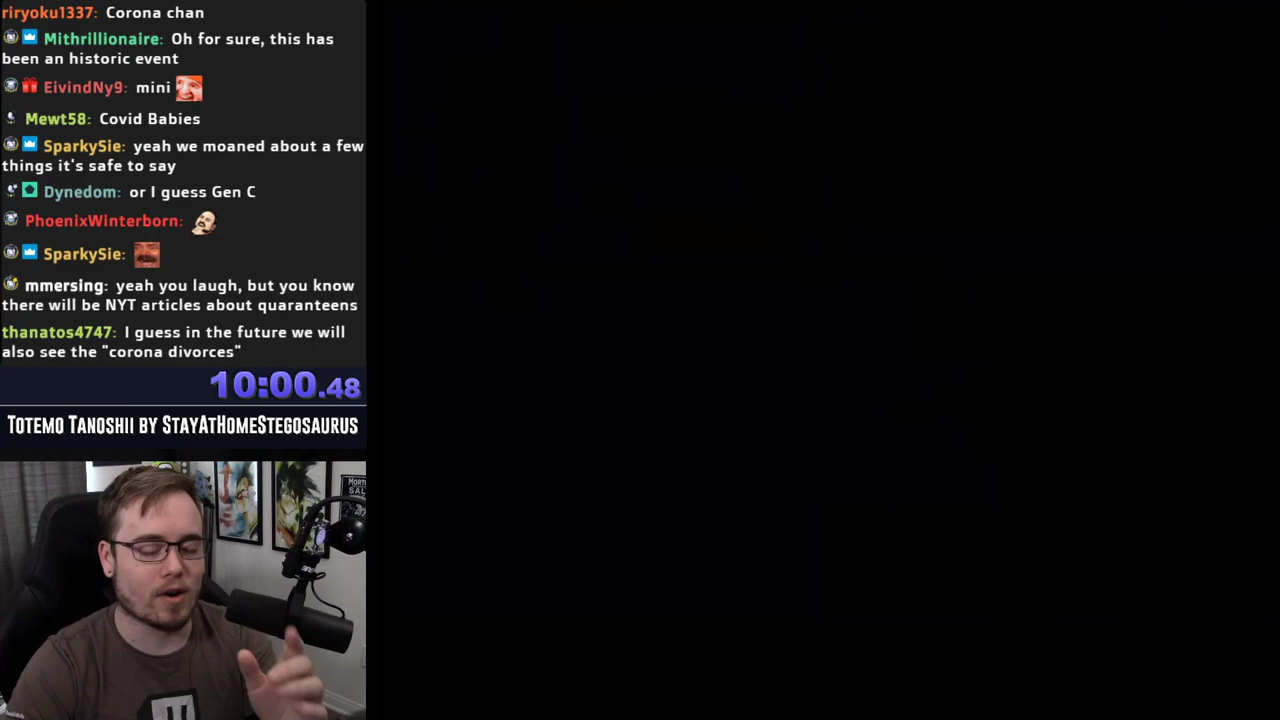 riryoku1337: Corona chan
Mithrillionaire: Oh for sure, this has
been an historic event
EivindNy9: mini
Mewt58: Covid Babies
SparkySie: yeah we moaned about a few
things it's safe to say
Dynedom: or I guess Gen C
PhoenixWinterborn:
SparkySie:
mmersing: yeah you laugh, but you know
there will be NYT articles about quaranteens
thanatos4747: I guess in the future we will
also see the "corona divorces"
10:00.48
Totemo Tanoshii by StayAtHomeStegosaurus